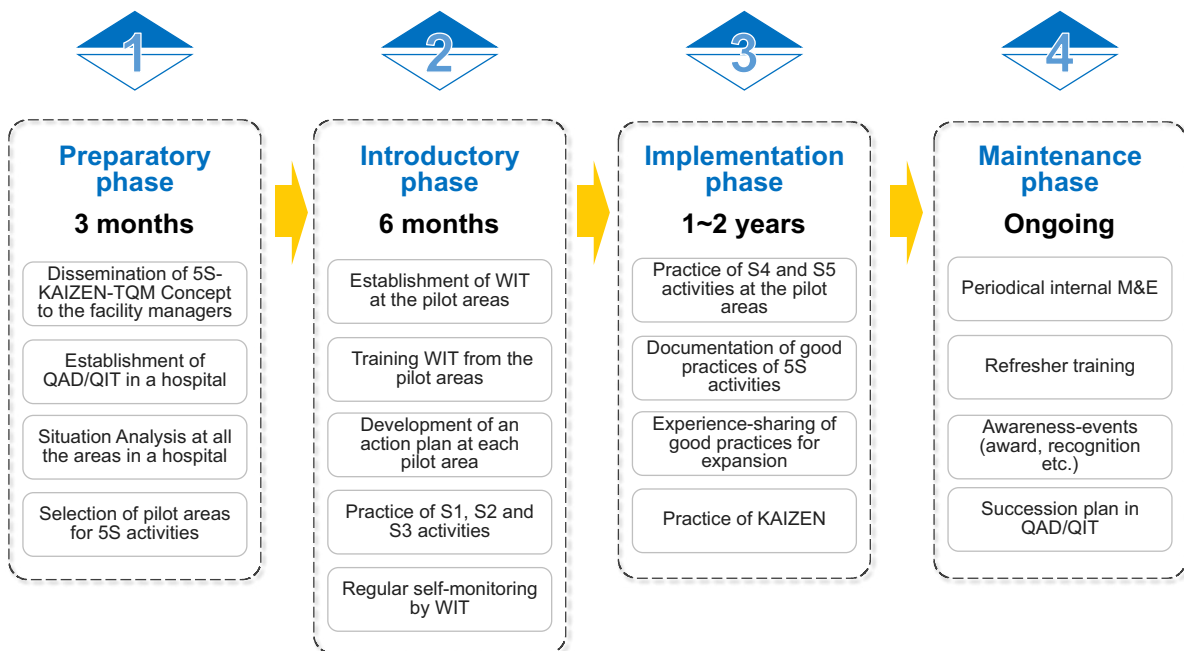 1
2
3
4
Preparatory
phase
3 months
Dissemination of 5S-
KAIZEN-TQM Concept
to the facility managers
Establishment of
QAD/QIT in a hospital
Situation Analysis at all
the areas in a hospital
Selection of pilot areas
for 5S activities
Introductory
phase
6 months
Establishment of WIT
at the pilot areas
Training WIT from the
pilot areas
Development of an
action plan at each
pilot area
Practice of S1, S2 and
S3 activities
Regular self-monitoring
by WIT
Implementation
phase
1~2 years
Practice of S4 and S5
activities at the pilot
areas
Documentation of good
practices of 5S
activities
Experience-sharing of
good practices for
expansion
Practice of KAIZEN
Maintenance
phase
Ongoing
Periodical internal M&E
Refresher training
Awareness-events
(award, recognition
etc.)
Succession plan in
QAD/QIT